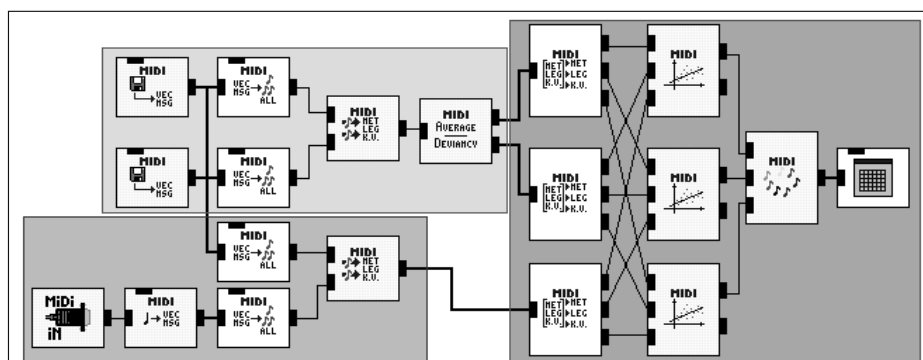 MIDI
VEC
MSG
MIDI
VEC
MSG
ALL
MIDI
VEC
MSG
MIDI
VEC
MSG
ALL
MIDI
MET
LEG
K.V.
MIDI
AVERAGE
DEVIANCY
MIDI
VEC
MSG
ALL
MiDi
iN
MIDI
VEC
MSG
MIDI
VEC
MSG
ALL
MIDI
MET
LEG
K.V.
MIDI
MET MET
LEG LEG
K.V. K.V.
MIDI
MET MET
LEG LEG
K.V. K.V.
MIDI
MET MET
LEG LEG
K.V. K.V.
MIDI
MIDI
MIDI
MIDI